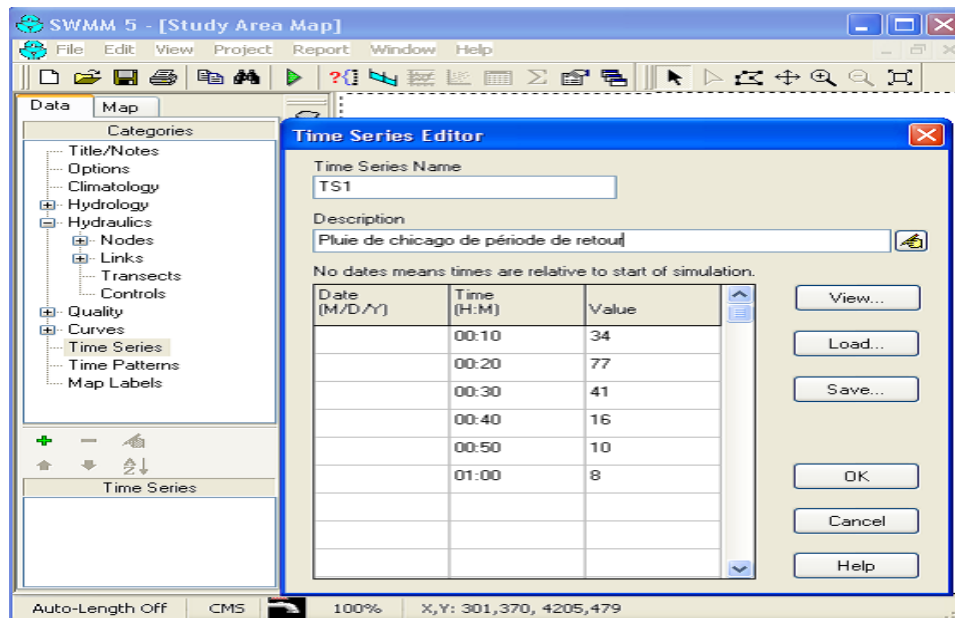 SWMM 5 - [Study Area Map]
File Edit View Project Report Window Help
Data Map
Categories
Title/Notes
Options
Climatology
Hydrology
Hydraulics
Nodes
Links
Transects
Controls
Quality
Curves
Time Series
Time Patterns
Map Labels
Time Series
Time Series Editor
Time Series Name
TS1
Description
Pluie de chicago de période de retour
No dates means times are relative to start of simulation.
Date (M/D/Y) Time (H:M) Value
00:10 34
00:20 77
00:30 41
00:40 16
00:50 10
01:00 8
View...
Load...
Save...
OK
Cancel
Help
Auto-Length Off CMS 100% X,Y: 301,370, 4205,479